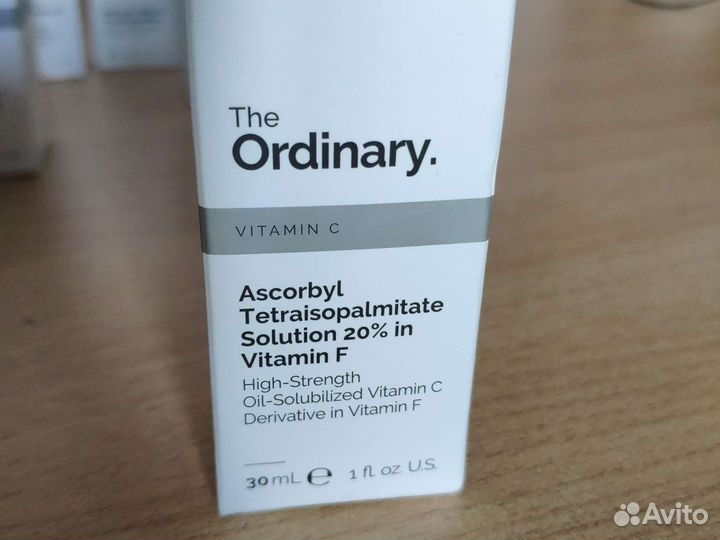 The
Ordinary.
VITAMIN C
Ascorbyl
Tetraisopalmitate
Solution 20% in
Vitamin F
High-Strength
Oil-Solubilized Vitamin C
Derivative in Vitamin F
30 mL ℮ 1 fl oz U.S.
Avito